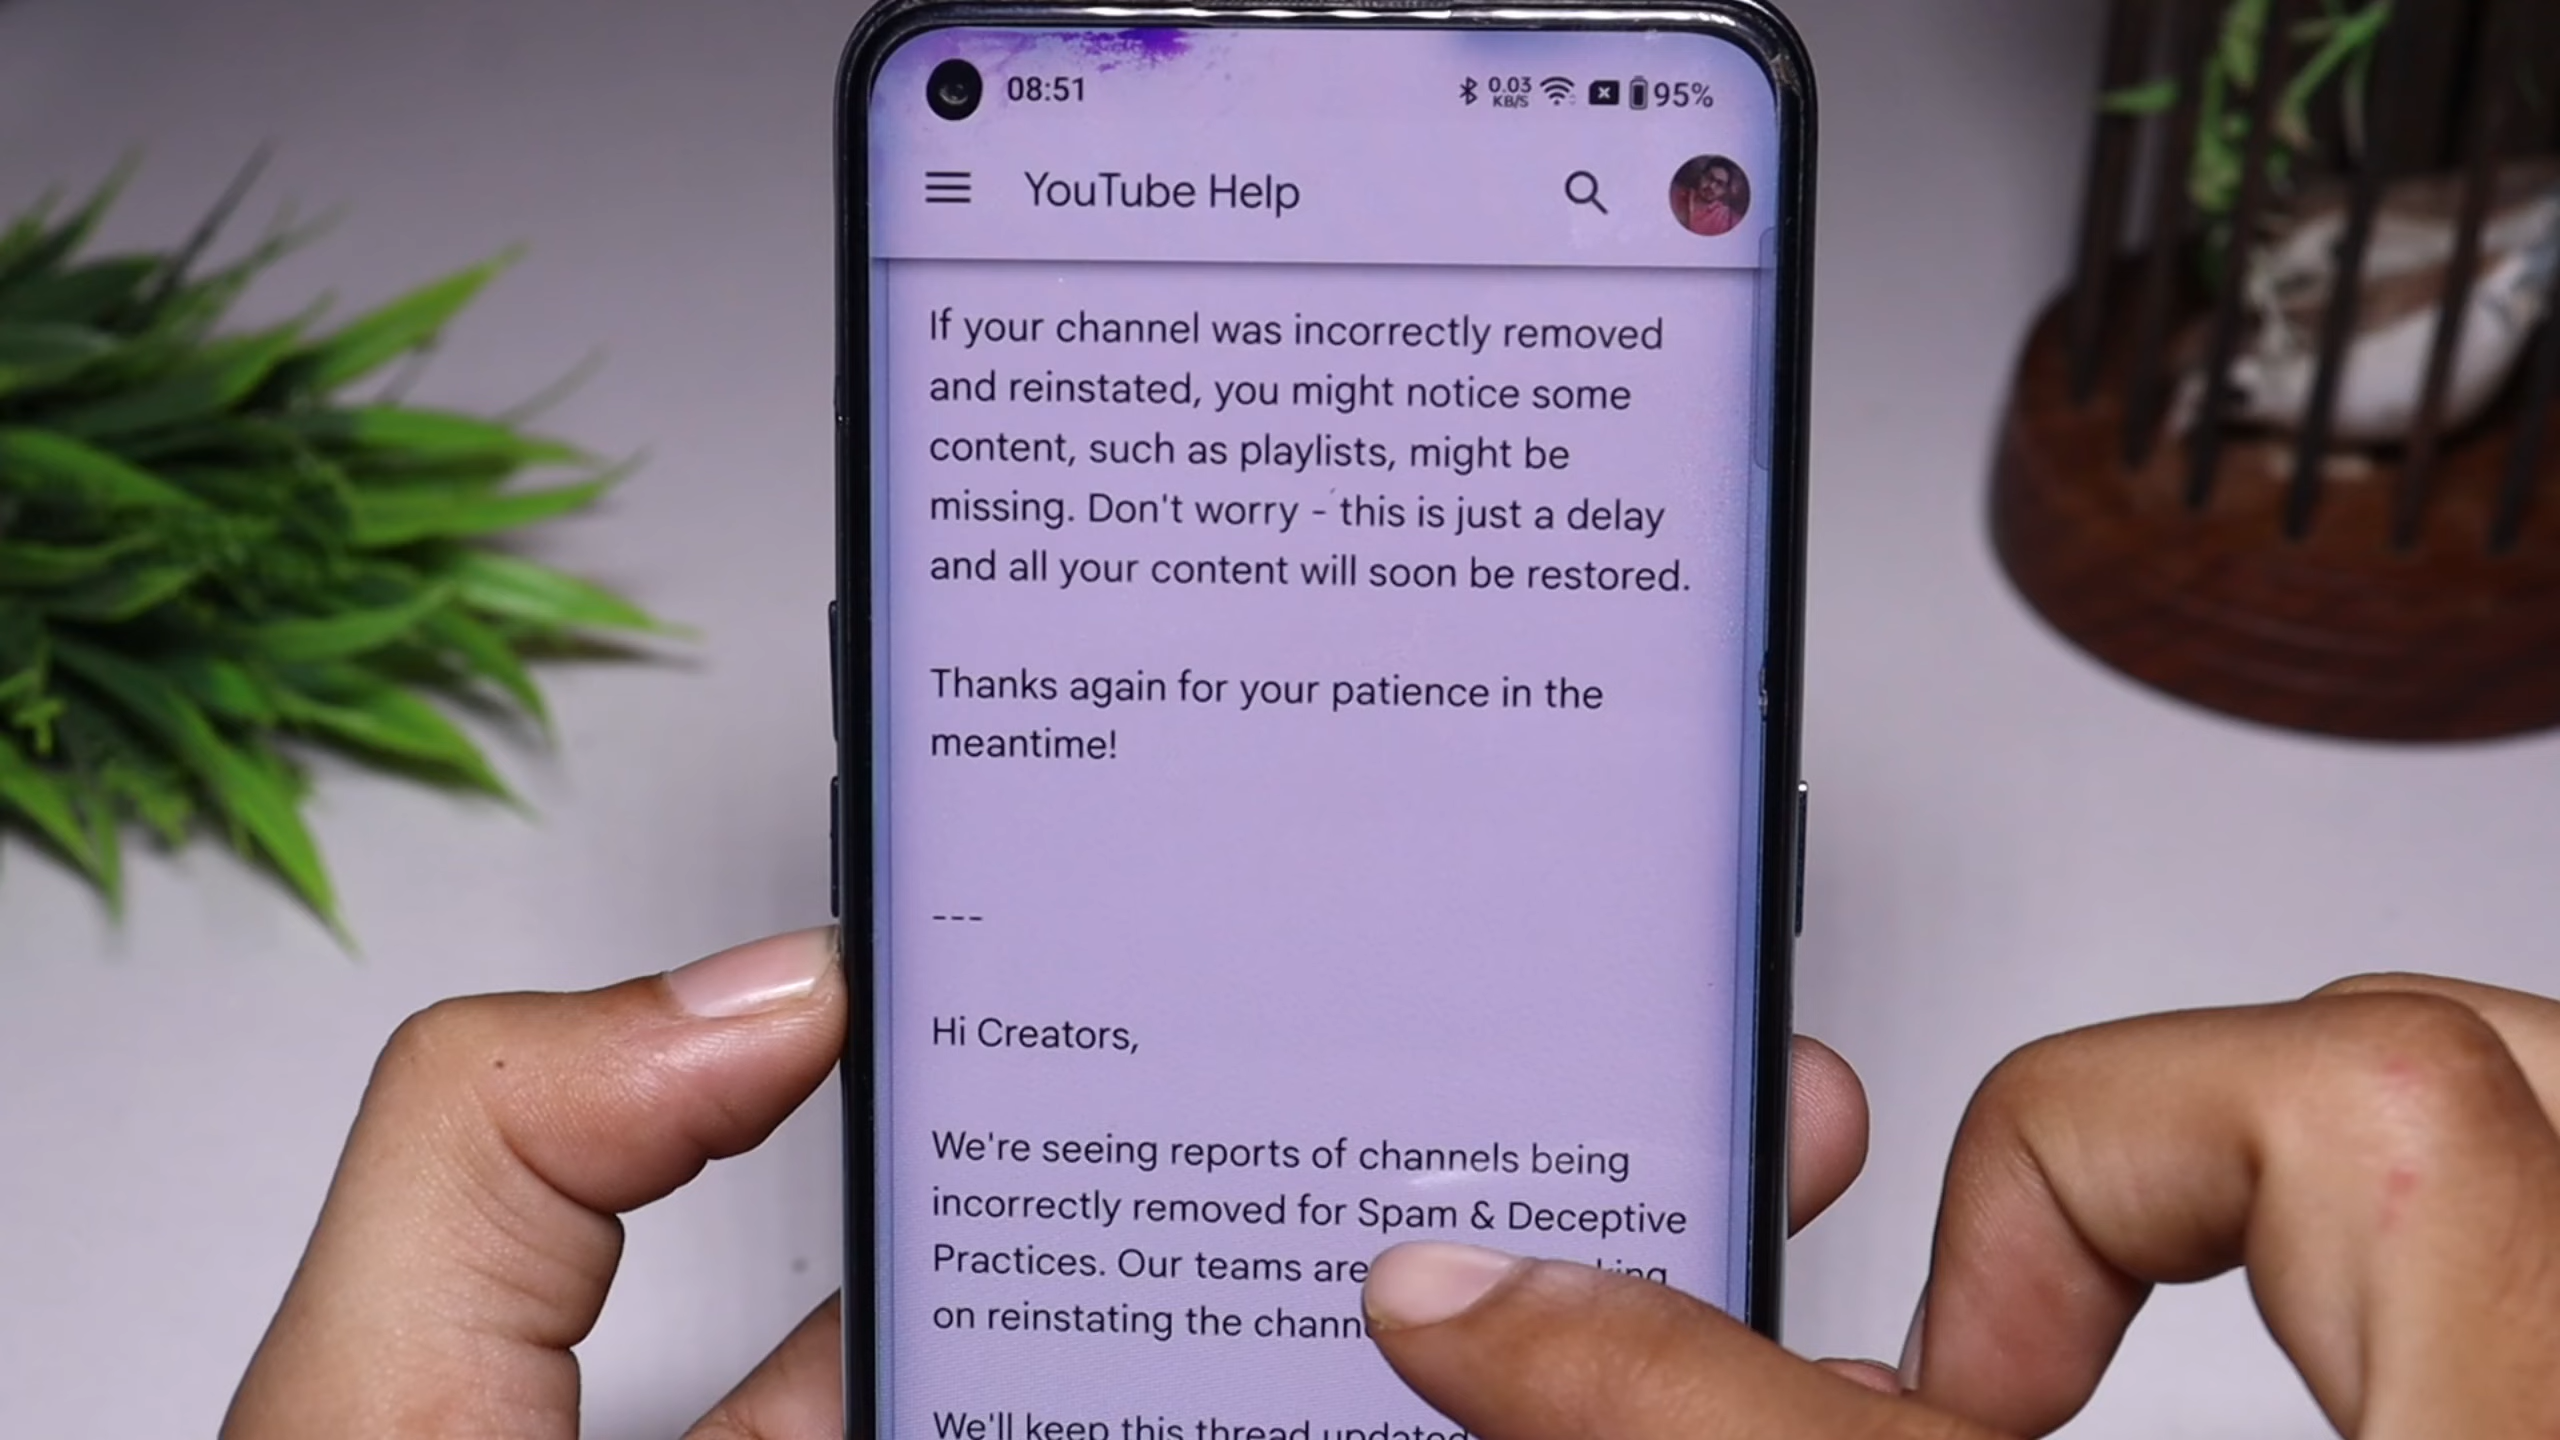 08:51
0.03
KB/S
95%
YouTube Help
If your channel was incorrectly removed
and reinstated, you might notice some
content, such as playlists, might be
missing. Don't worry - this is just a delay
and all your content will soon be restored.
Thanks again for your patience in the
meantime!
---
Hi Creators,
We're seeing reports of channels being
incorrectly removed for Spam & Deceptive
Practices. Our teams are
on reinstating the
We'll keep this thread updated